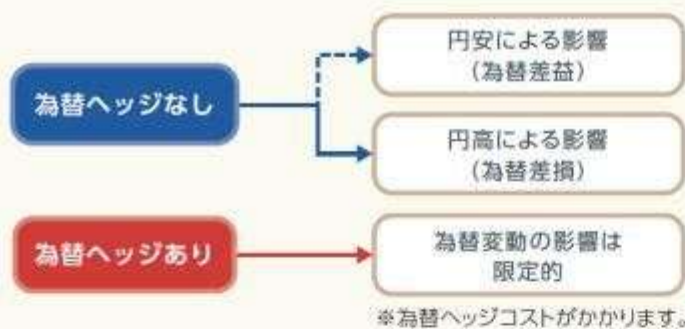 為替ヘッジなし
円安による影響
(為替差益)
円高による影響
(為替差損)
為替ヘッジあり
為替変動の影響は
限定的
※為替ヘッジコストがかかります。